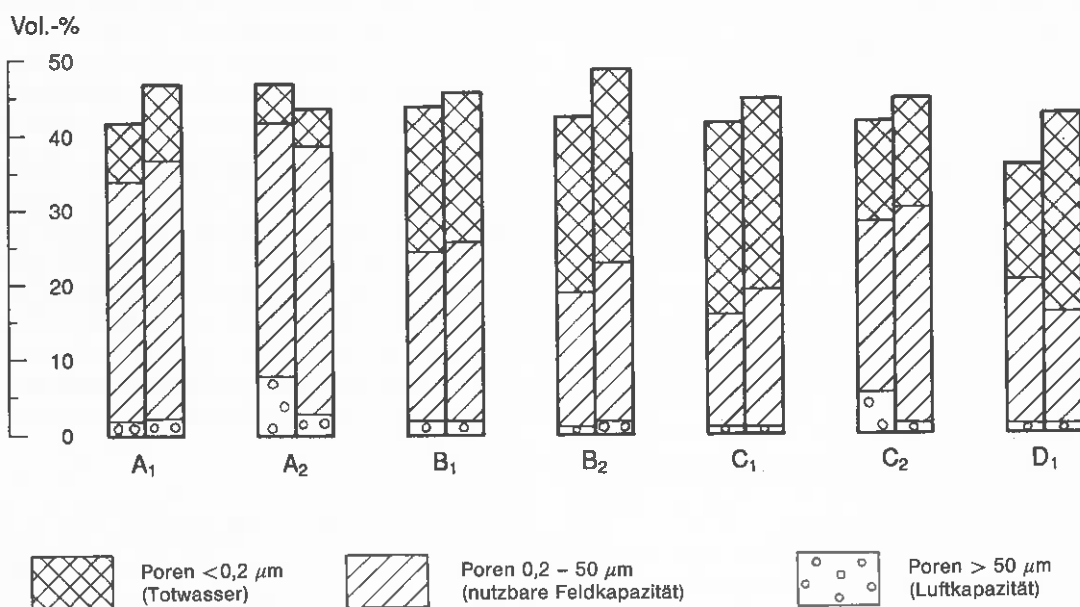 Vol.-%
50
40
30
20
10
0
A₁ A₂ B₁ B₂ C₁ C₂ D₁
Poren <0,2 μm
(Totwasser)
Poren 0,2 – 50 μm
(nutzbare Feldkapazität)
Poren > 50 μm
(Luftkapazität)